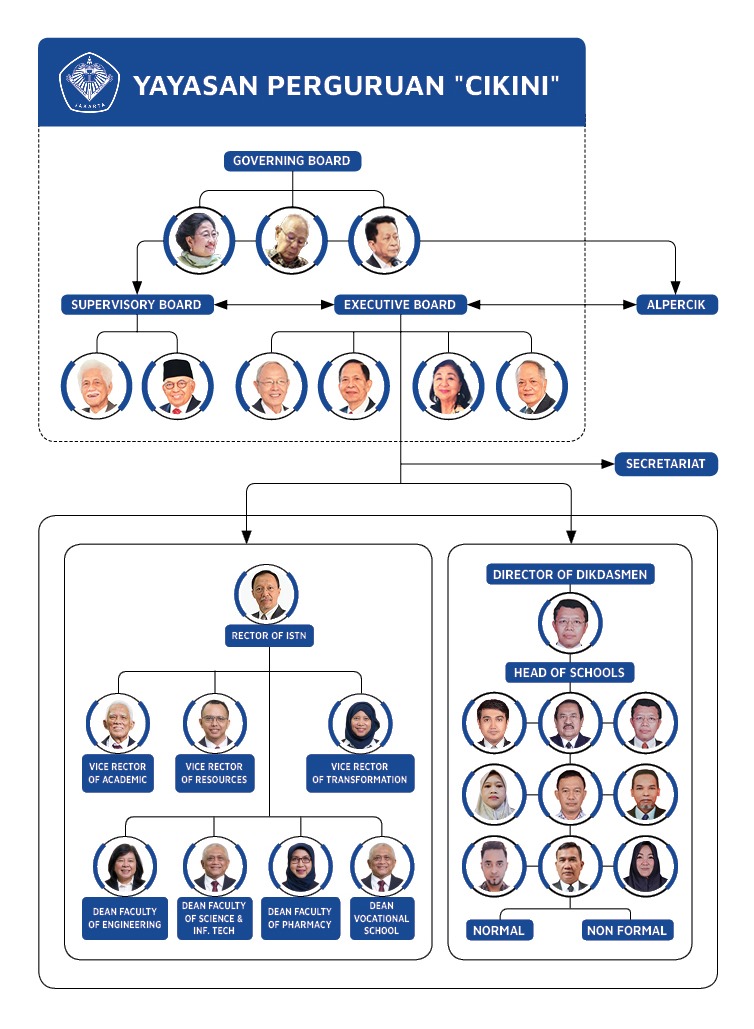 JAKARTA
YAYASAN PERGURUAN "CIKINI"
GOVERNING BOARD
SUPERVISORY BOARD
EXECUTIVE BOARD
ALPERCIK
SECRETARIAT
RECTOR OF ISTN
VICE RECTOR
OF ACADEMIC
VICE RECTOR
OF RESOURCES
VICE RECTOR
OF TRANSFORMATION
DEAN FACULTY
OF ENGINEERING
DEAN FACULTY
OF SCIENCE &
INF. TECH
DEAN FACULTY
OF PHARMACY
DEAN
VOCATIONAL
SCHOOL
DIRECTOR OF DIKDASMEN
HEAD OF SCHOOLS
NORMAL
NON FORMAL